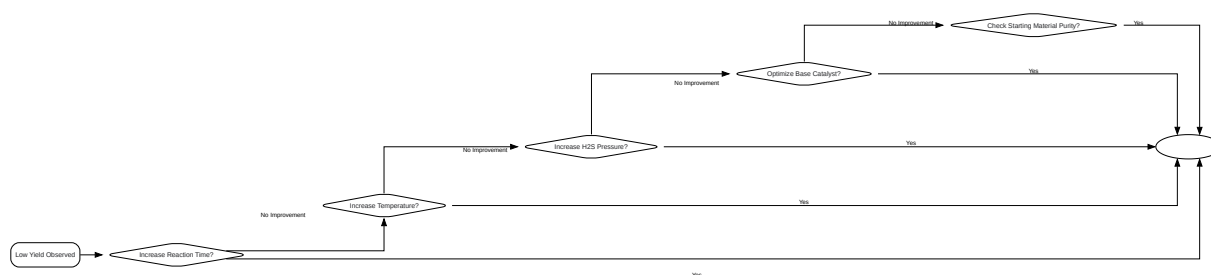 No Improvement
Check Starting Material Purity?
Yes
Optimize Base Catalyst?
Yes
No Improvement
Increase H2S Pressure?
Yes
No Improvement
Increase Temperature?
Yes
No Improvement
Low Yield Observed
Increase Reaction Time?
Yes